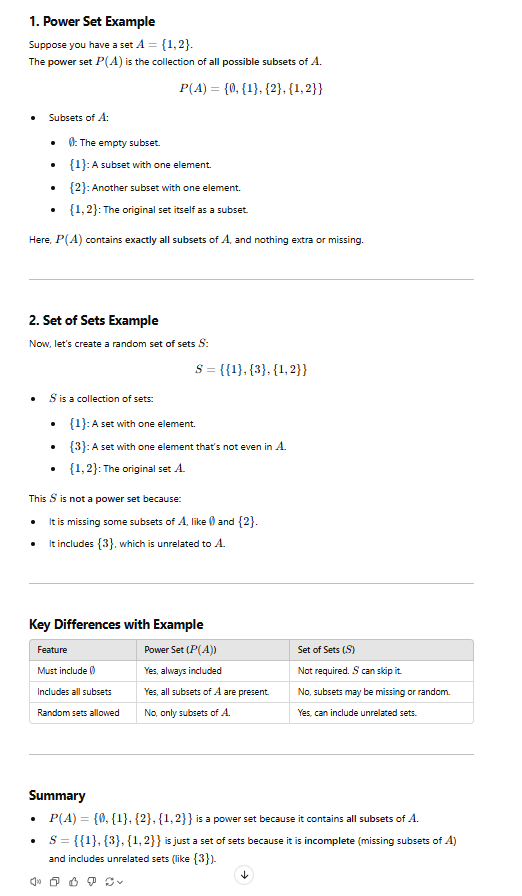 1. Power Set Example
Suppose you have a set A = {1, 2}.
The power set P(A) is the collection of all possible subsets of A.
P(A) = {∅, {1}, {2}, {1, 2}}
• Subsets of A:
• ∅: The empty subset.
• {1}: A subset with one element.
• {2}: Another subset with one element.
• {1, 2}: The original set itself as a subset.
Here, P(A) contains exactly all subsets of A, and nothing extra or missing.
2. Set of Sets Example
Now, let's create a random set of sets S:
S = {{1}, {3}, {1, 2}}
• S is a collection of sets:
• {1}: A set with one element.
• {3}: A set with one element that's not even in A.
• {1, 2}: The original set A.
This S is not a power set because:
• It is missing some subsets of A, like ∅ and {2}.
• It includes {3}, which is unrelated to A.
Key Differences with Example
Feature Power Set (P(A)) Set of Sets (S)
Must include ∅ Yes, always included Not required. S can skip it.
Includes all subsets Yes, all subsets of A are present. No, subsets may be missing or random.
Random sets allowed No, only subsets of A. Yes, can include unrelated sets.
Summary
• P(A) = {∅, {1}, {2}, {1, 2}} is a power set because it contains all subsets of A.
• S = {{1}, {3}, {1, 2}} is just a set of sets because it is incomplete (missing subsets of A)
and includes unrelated sets (like {3}).